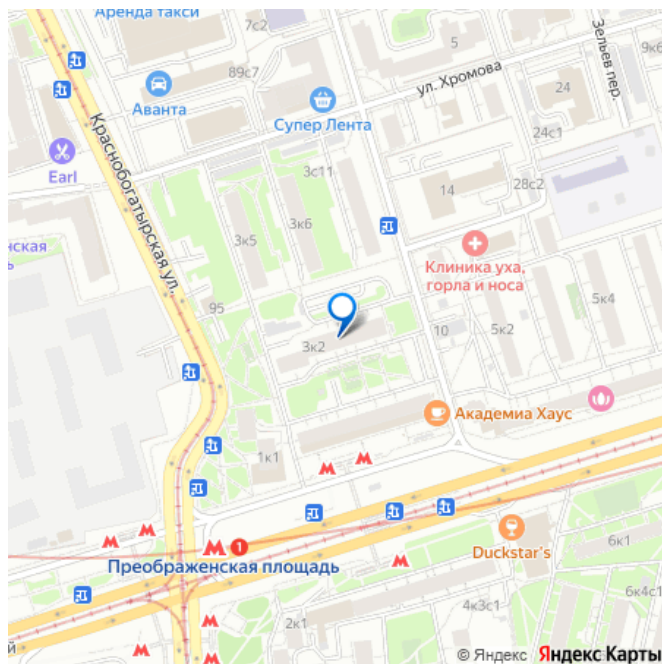 Аренда такси
7с2
89с7
Аванта
5
Зельев пер.
9к6
ул. Хромова
24
Супер Лента
24с1
Краснобогатырская ул.
Earl
3с11
14
28с2
3к6
3к5
нская
ь
Клиника уха,
горла и носа
95
5к4
10
5к2
3к2
Академиа Хаус
1к1
1
Преображенская площадь
Duckstar's
6к1
6к4с1
4к3с1
2к1
й
© Яндекс Яндекс Карты